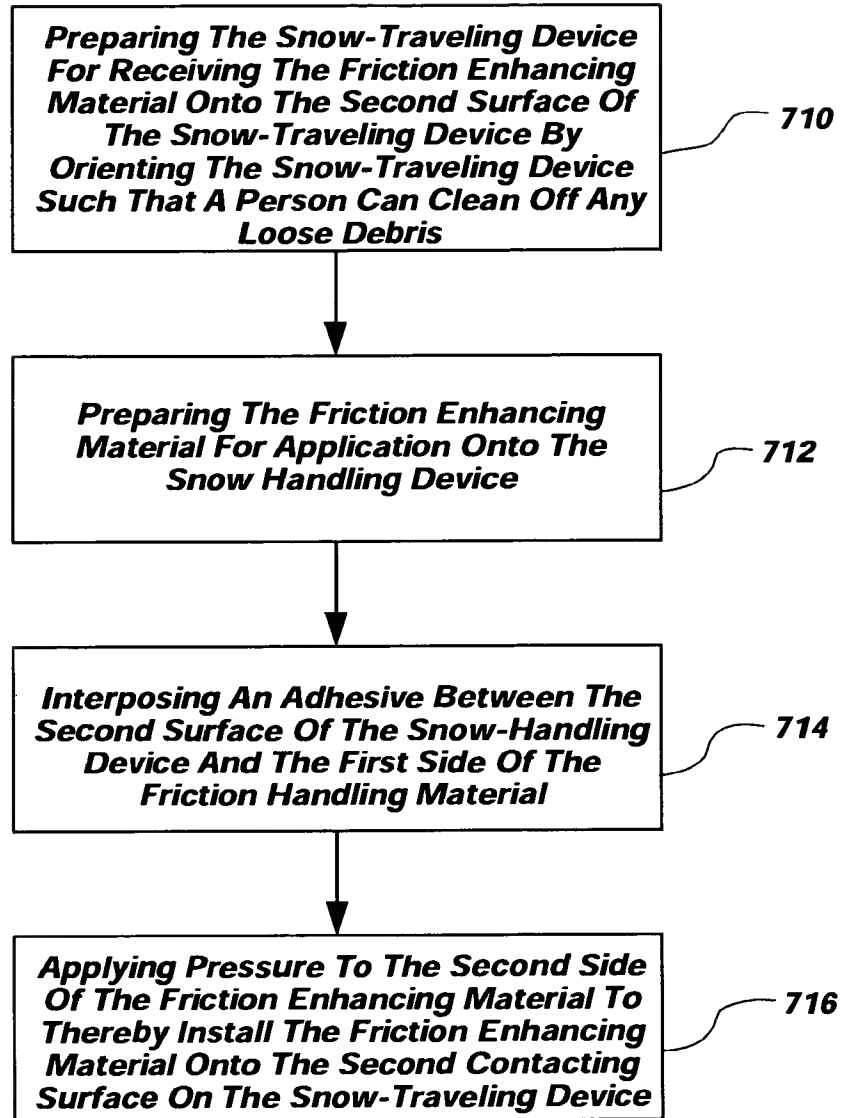 Preparing The Snow-Traveling Device
For Receiving The Friction Enhancing
Material Onto The Second Surface Of
The Snow-Traveling Device By
Orienting The Snow-Traveling Device
Such That A Person Can Clean Off Any
Loose Debris
710
Preparing The Friction Enhancing
Material For Application Onto The
Snow Handling Device
712
Interposing An Adhesive Between The
Second Surface Of The Snow-Handling
Device And The First Side Of The
Friction Handling Material
714
Applying Pressure To The Second Side
Of The Friction Enhancing Material To
Thereby Install The Friction Enhancing
Material Onto The Second Contacting
Surface On The Snow-Traveling Device
716